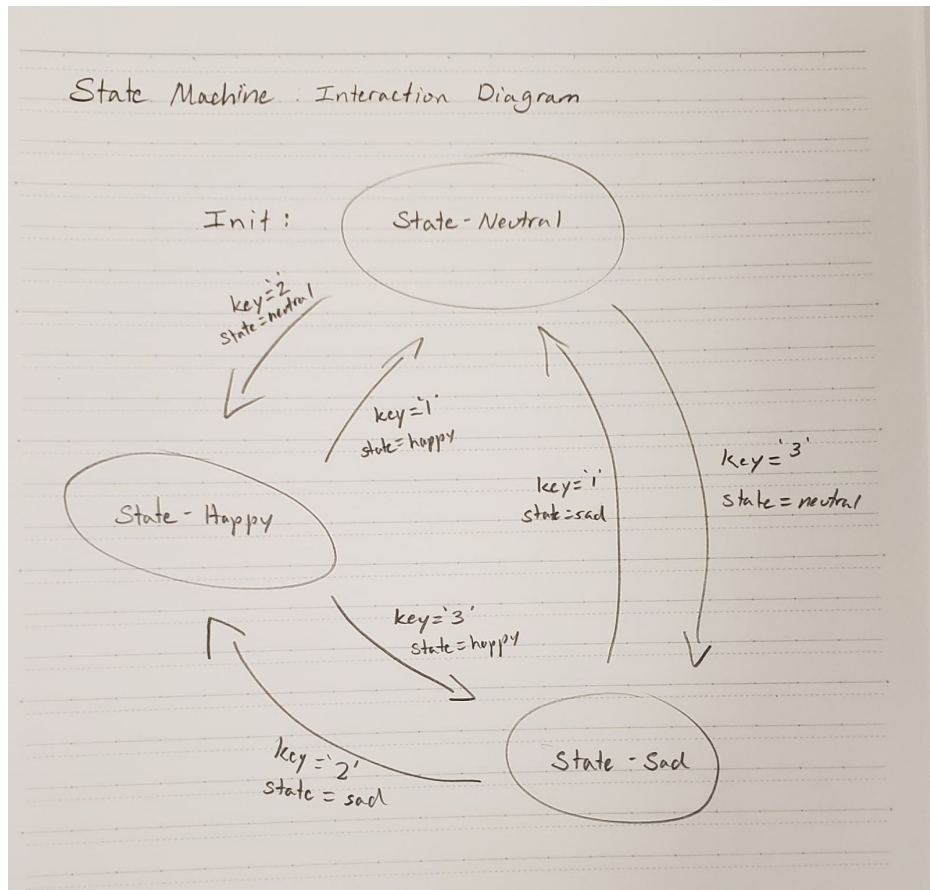 State Machine : Interaction Diagram
Init :
State - Neutral
key='2'
state=neutral
key='1'
state=happy
key='1'
state=sad
key='3'
state=neutral
State - Happy
key='3'
state=happy
State - Sad
key='2'
state = sad